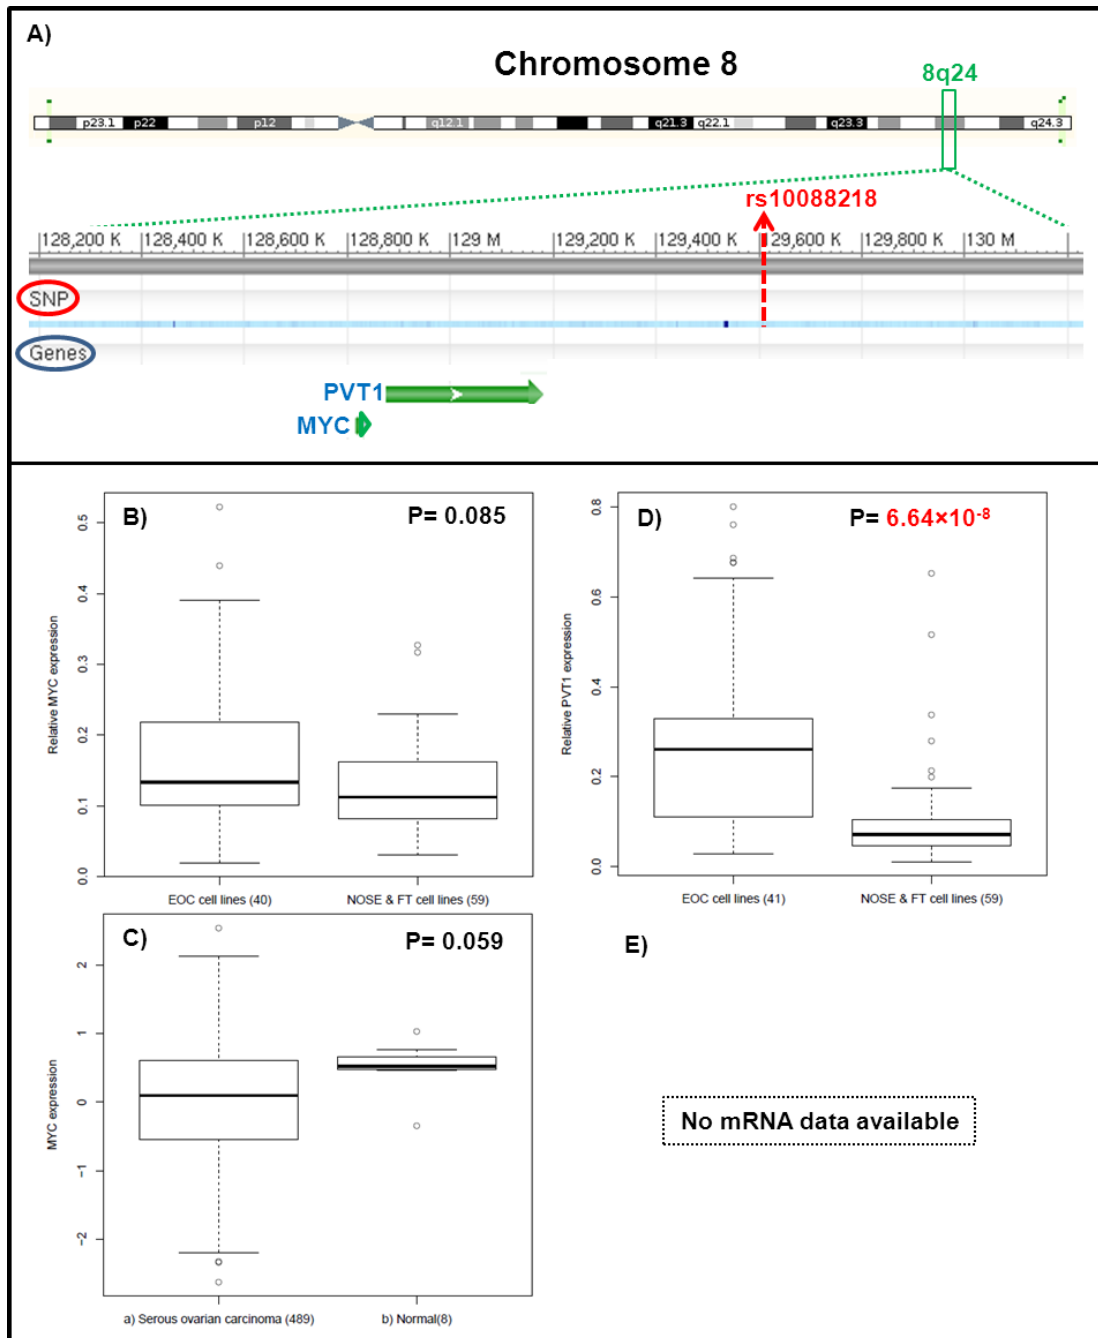 A)
Chromosome 8
8q24
p23.1 p22 p12 q12.1 q21.3 q22.1 q23.3 q24.3
rs10088218
128,200 K 128,400 K 128,600 K 128,800 K 129 M 129,200 K 129,400 K 129,600 K 129,800 K 130 M
SNP
Genes
PVT1
MYC
B)
P= 0.085
Relative MYC expression
0.5
0.4
0.3
0.2
0.1
0.0
EOC cell lines (40) NOSE & FT cell lines (59)
D)
P= 6.64×10-8
Relative PVT1 expression
0.8
0.6
0.4
0.2
0.0
EOC cell lines (41) NOSE & FT cell lines (59)
C)
P= 0.059
MYC expression
2
1
0
−1
−2
a) Serous ovarian carcinoma (489) b) Normal(8)
E)
No mRNA data available